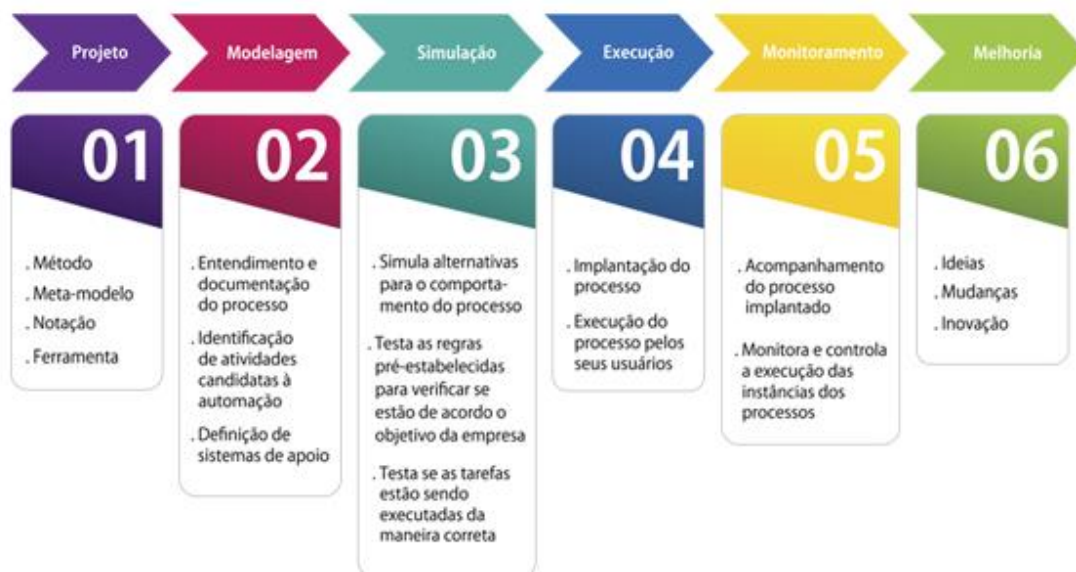 Projeto
Modelagem
Simulação
Execução
Monitoramento
Melhoria
01
. Método
. Meta-modelo
. Notação
. Ferramenta
02
. Entendimento e
documentação
do processo
. Identificação
de atividades
candidatas à
automação
. Definição de
sistemas de apoio
03
. Simula alternativas
para o comporta-
mento do processo
. Testa as regras
pré-estabelecidas
para verificar se
estão de acordo o
objetivo da empresa
. Testa se as tarefas
estão sendo
executadas da
maneira correta
04
. Implantação do
processo
. Execução do
processo pelos
seus usuários
05
. Acompanhamento
do processo
implantado
. Monitora e controla
a execução das
instâncias dos
processos
06
. Ideias
. Mudanças
. Inovação